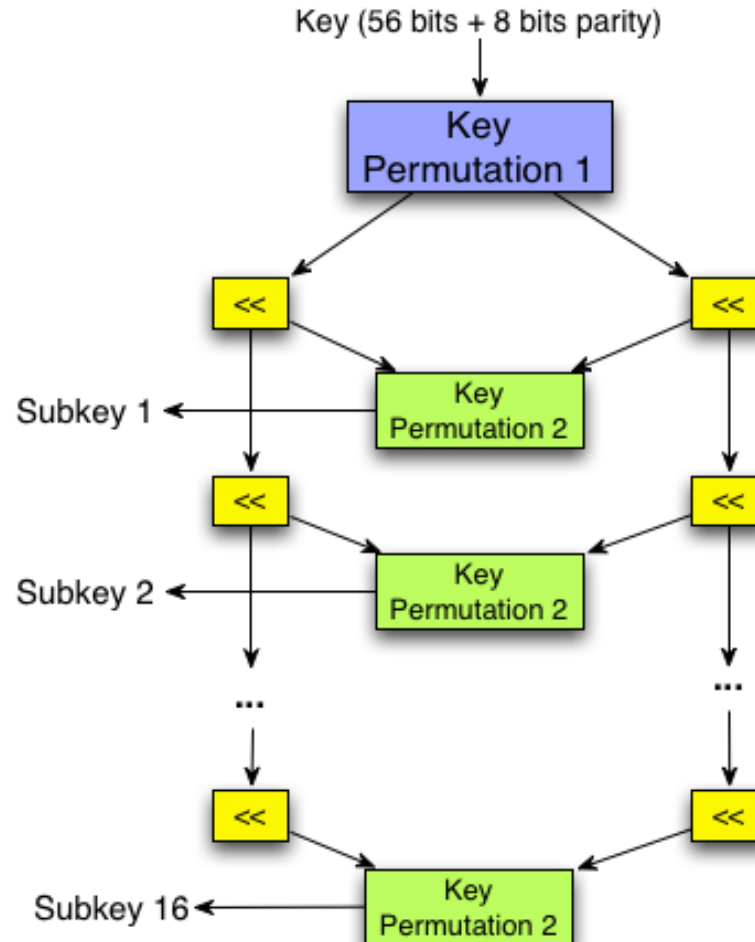 Key (56 bits + 8 bits parity)
Key
Permutation 1
<<
<<
Key
Permutation 2
Subkey 1
<<
<<
Key
Permutation 2
Subkey 2
...
...
<<
<<
Key
Permutation 2
Subkey 16